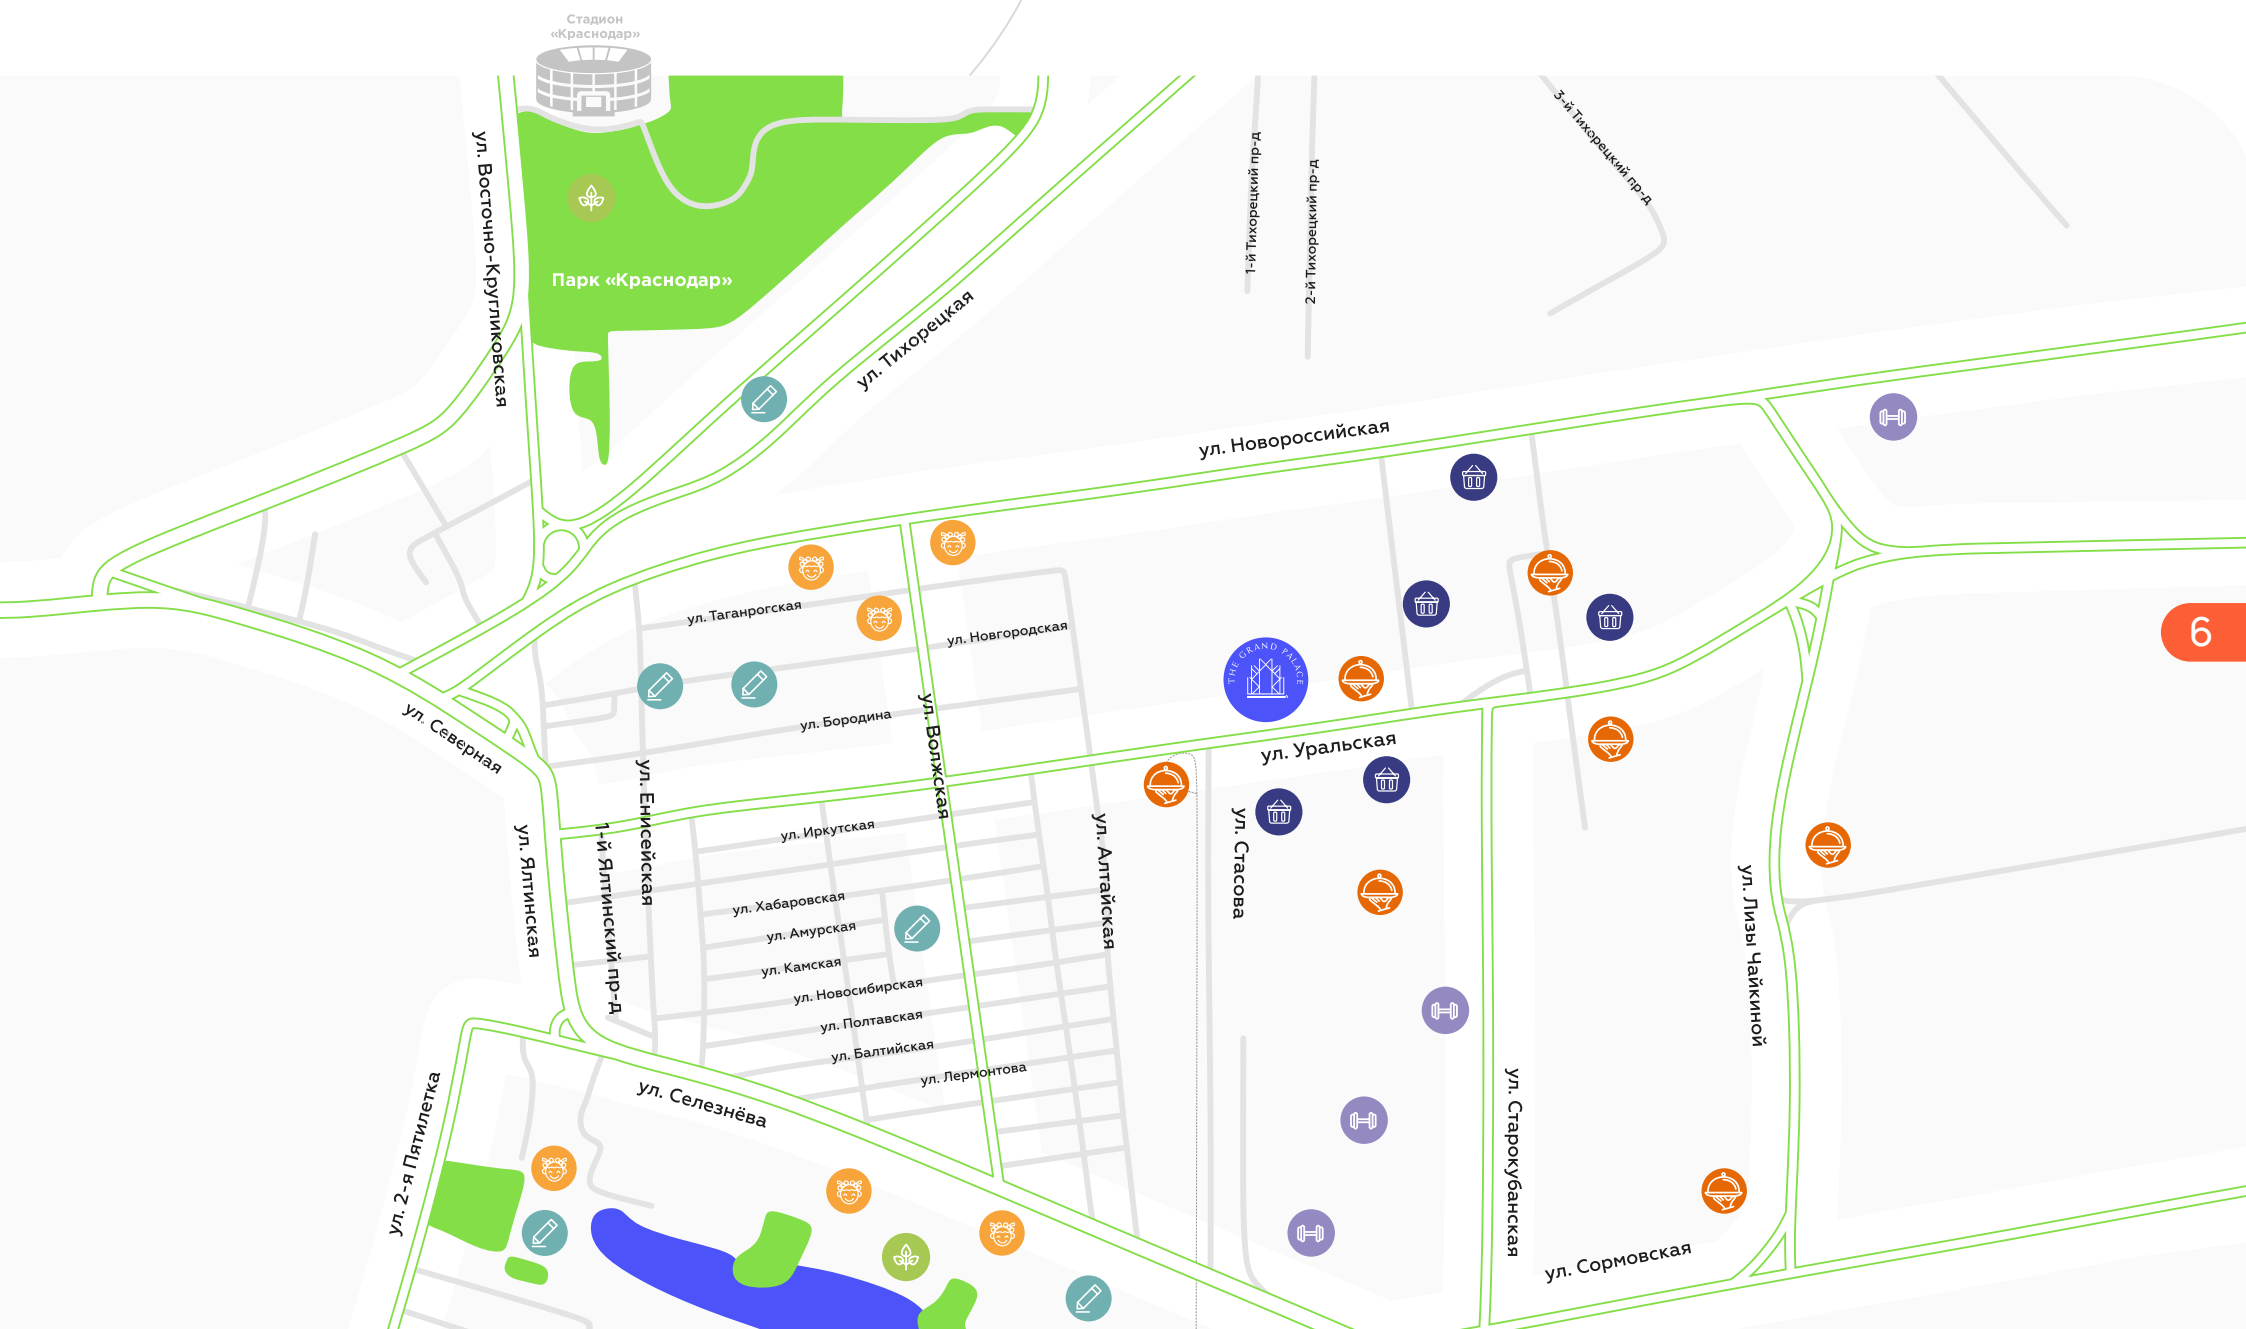 Стадион
«Краснодар»
ул. Восточно-Кругликовская
Парк «Краснодар»
ул. Тихорецкая
1-й Тихорецкий пр-д
2-й Тихорецкий пр-д
3-й Тихорецкий пр-д
ул. Новороссийская
ул. Таганрогская
ул. Новгородская
6
THE GRAND PALACE
ул. Северная
ул. Бородина
ул. Волжская
ул. Уральская
ул. Енисейская
ул. Ялтинская
1-й Ялтинский пр-д
ул. Иркутская
ул. Алтайская
ул. Стасова
ул. Лизы Чайкиной
ул. Хабаровская
ул. Амурская
ул. Камская
ул. Новосибирская
ул. Полтавская
ул. Балтийская
ул. Лермонтова
ул. 2-я Пятилетка
ул. Селезнёва
ул. Старокубанская
ул. Сормовская